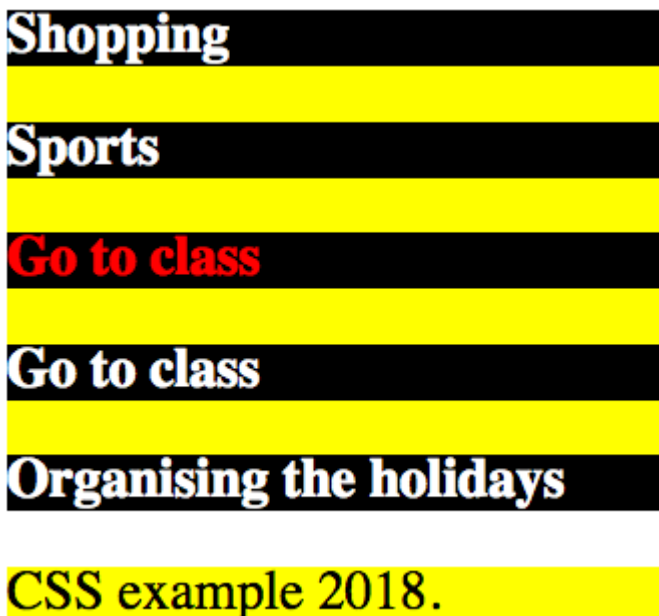 Shopping
Sports
Go to class
Go to class
Organising the holidays
CSS example 2018.